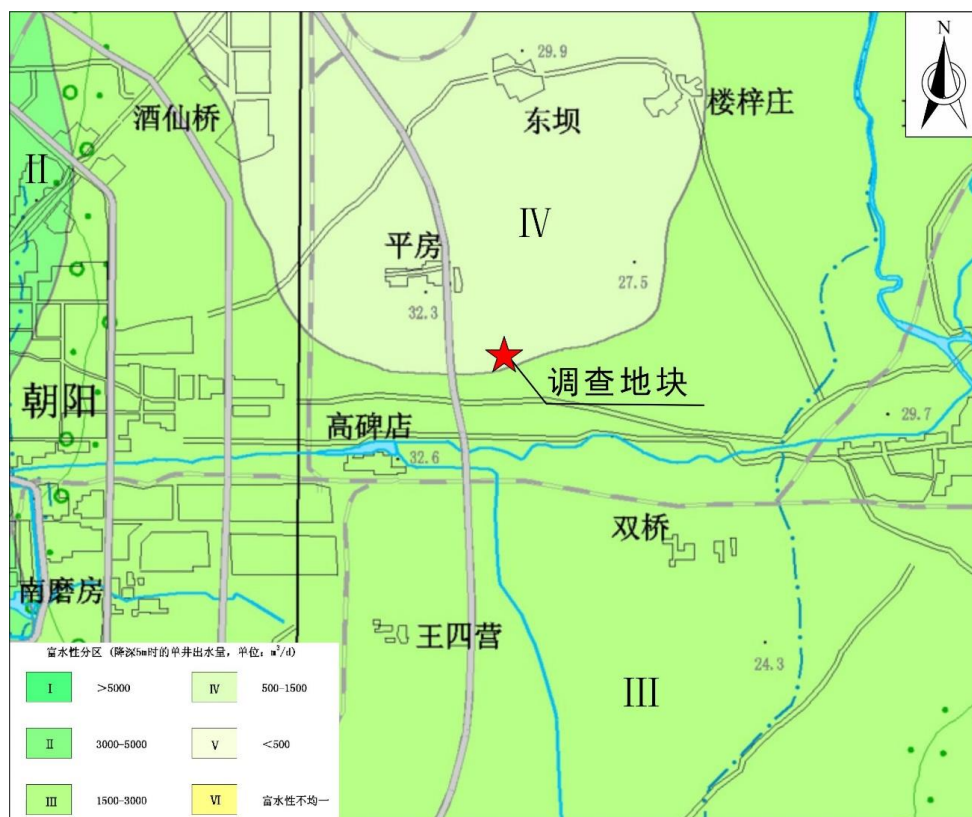 N
29.9
楼梓庄
酒仙桥
东坝
II
IV
平房
27.5
32.3
调查地块
朝阳
高碑店
29.7
32.6
双桥
南磨房
王四营
24.3
III
富水性分区 (降深5m时的单井出水量, 单位: m³/d)
I >5000 IV 500-1500
II 3000-5000 V <500
III 1500-3000 VI 富水性不均一